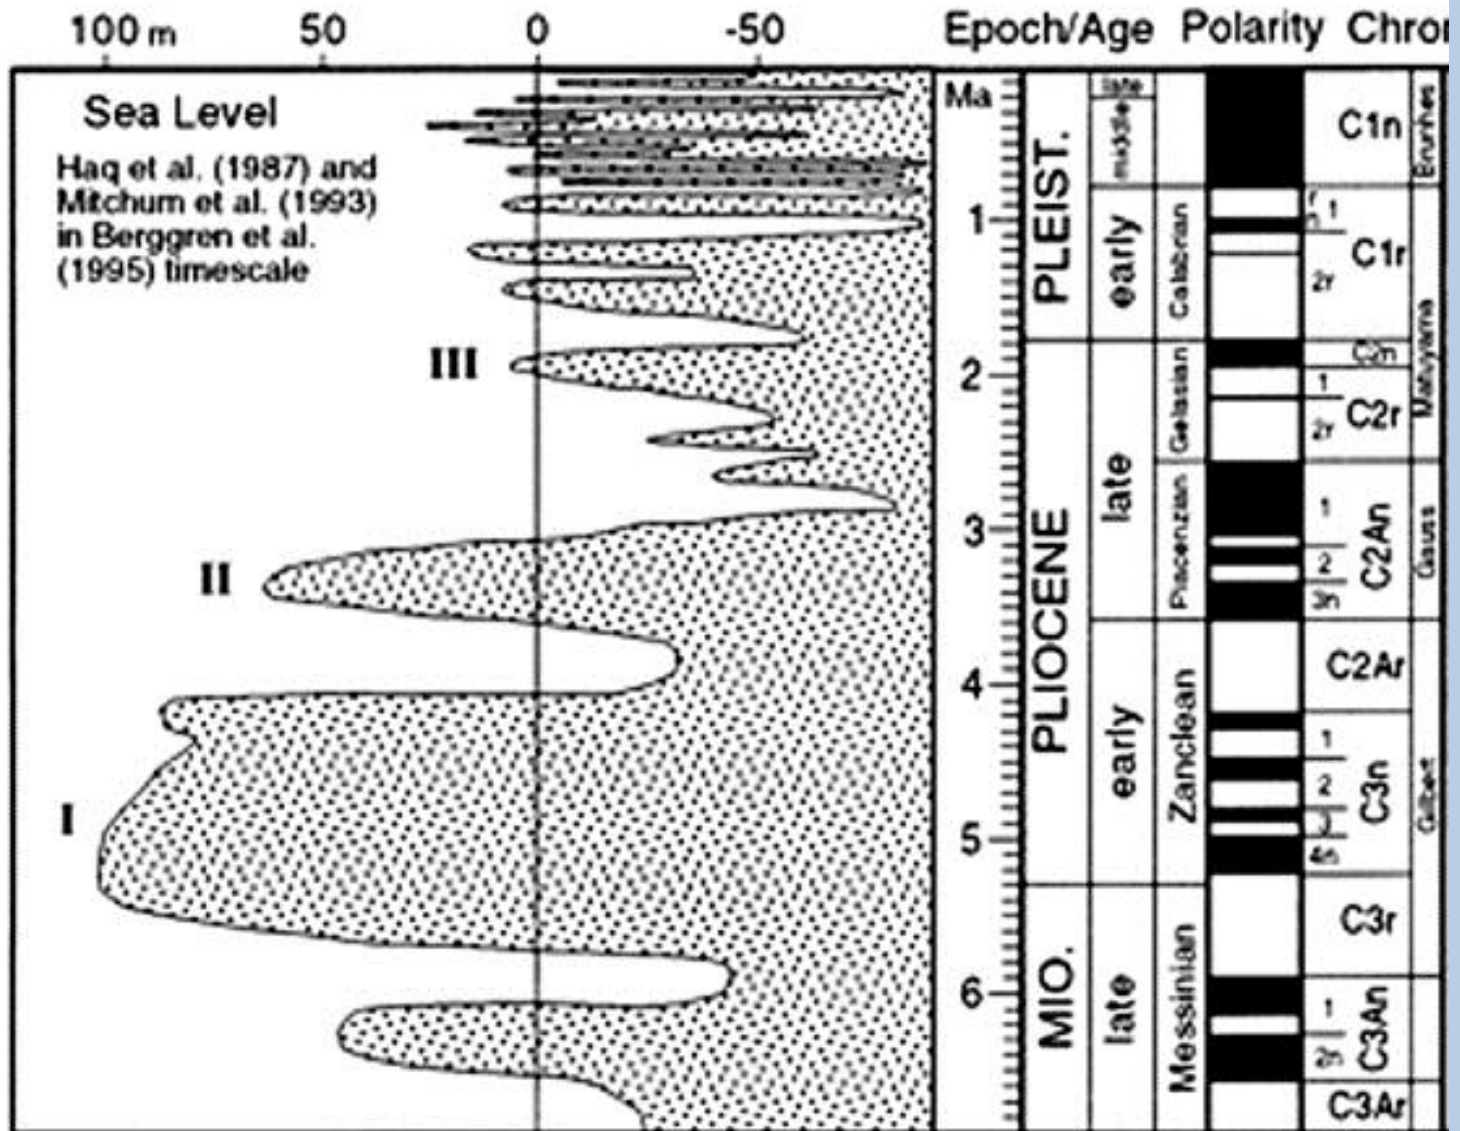 100 m 50 0 -50 Epoch/Age Polarity Chron
Sea Level
Haq et al. (1987) and
Mitchum et al. (1993)
in Berggren et al.
(1995) timescale
I
II
III
Ma
1
2
3
4
5
6
PLEIST.
PLIOCENE
MIO.
late
middle
early
late
early
late
Calabrian
Gelasian
Piacenzian
Zanclean
Messinian
r
n 1
2r
1
2r
1
2
3n
1
2
3
4n
1
2n
C1n
C1r
C2n
C2r
C2An
C2Ar
C3n
C3r
C3An
C3Ar
Brunhes
Matuyama
Gauss
Gilbert